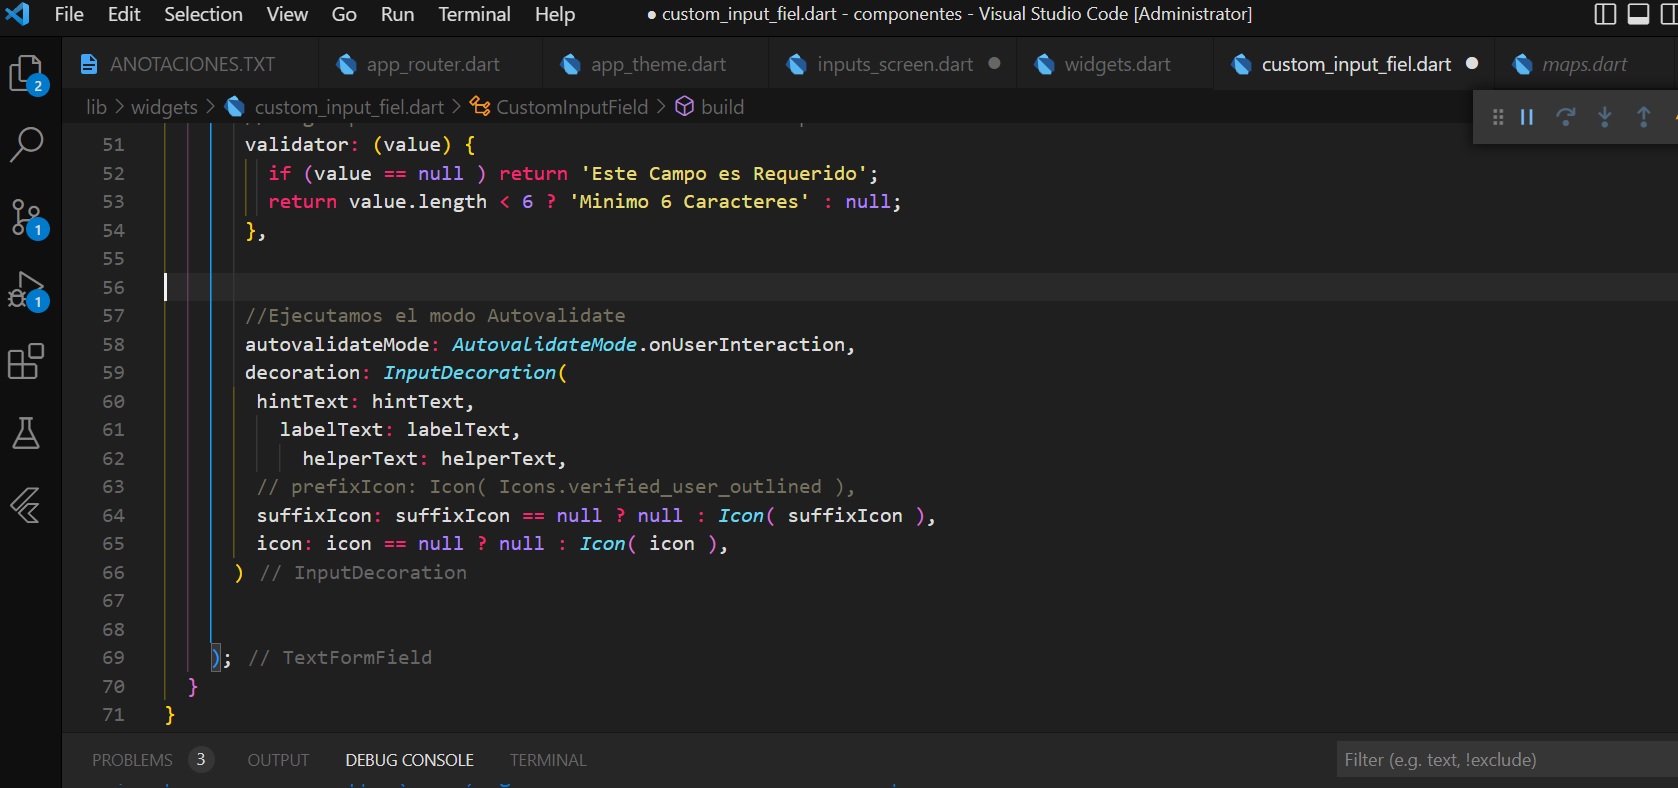 File Edit Selection View Go Run Terminal Help ● custom_input_fiel.dart - componentes - Visual Studio Code [Administrator]
ANOTACIONES.TXT app_router.dart app_theme.dart inputs_screen.dart widgets.dart custom_input_fiel.dart maps.dart
lib > widgets > custom_input_fiel.dart > CustomInputField > build
2
1
1
51 validator: (value) {
52 if (value == null ) return 'Este Campo es Requerido';
53 return value.length < 6 ? 'Minimo 6 Caracteres' : null;
54 },
55
56
57 //Ejecutamos el modo Autovalidate
58 autovalidateMode: AutovalidateMode.onUserInteraction,
59 decoration: InputDecoration(
60 hintText: hintText,
61 labelText: labelText,
62 helperText: helperText,
63 // prefixIcon: Icon( Icons.verified_user_outlined ),
64 suffixIcon: suffixIcon == null ? null : Icon( suffixIcon ),
65 icon: icon == null ? null : Icon( icon ),
66 ) // InputDecoration
67
68
69 ); // TextFormField
70 }
71 }
PROBLEMS 3 OUTPUT DEBUG CONSOLE TERMINAL Filter (e.g. text, !exclude)